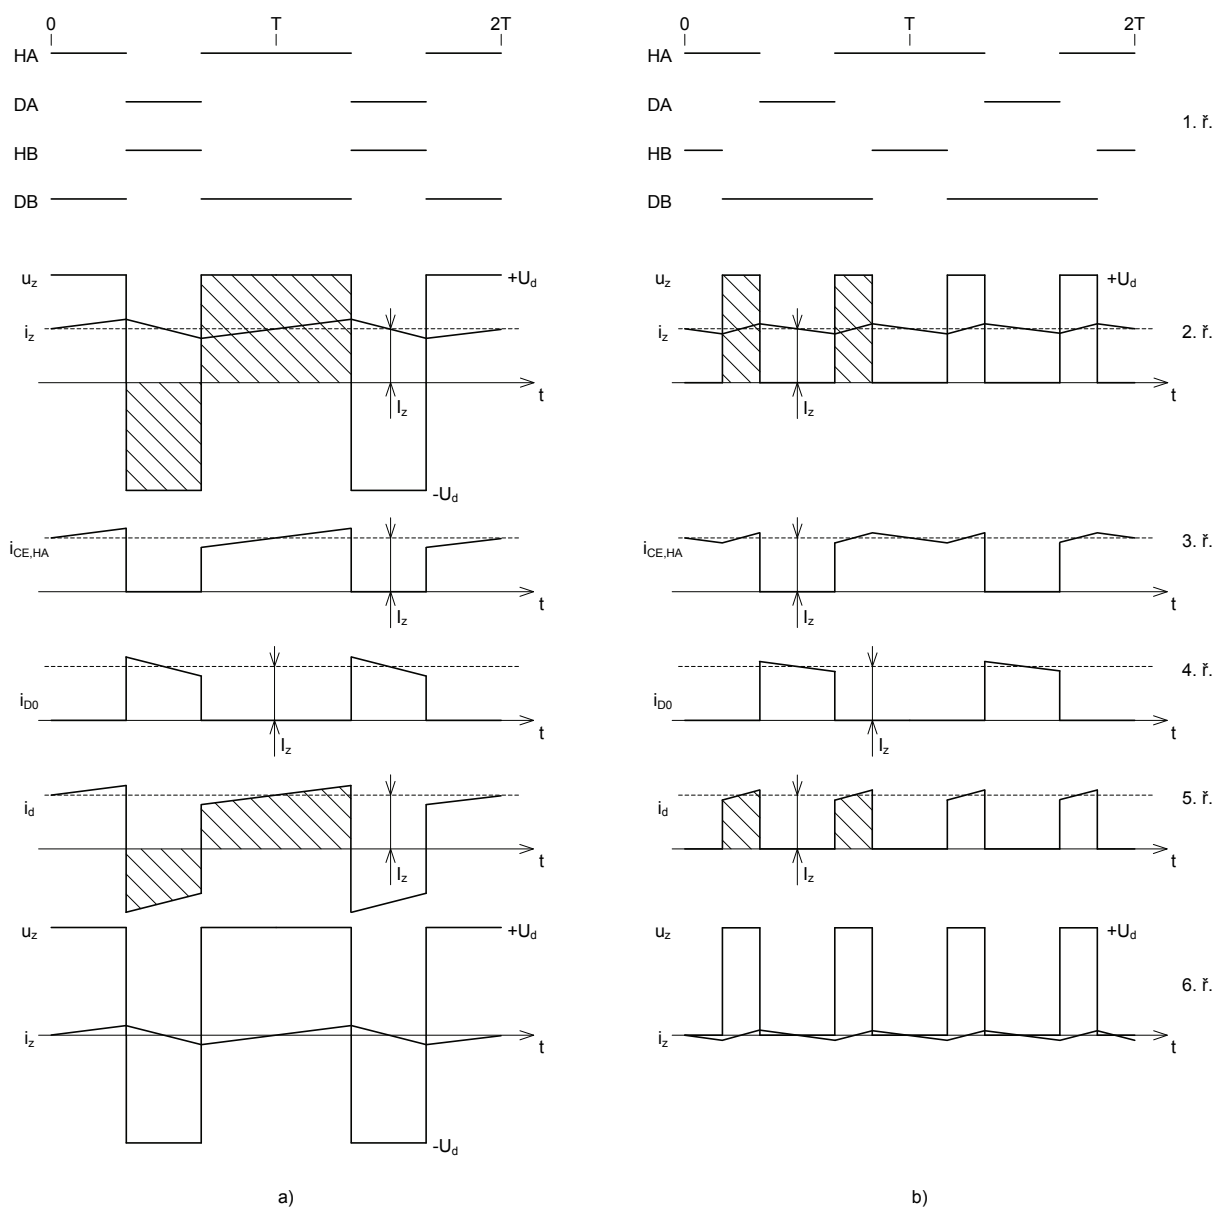 0 T 2T 0 T 2T
HA HA
DA DA
1. ř.
HB HB
DB DB
u_z +U_d u_z +U_d
i_z i_z 2. ř.
t t
I_z I_z
-U_d
i_CE,HA i_CE,HA 3. ř.
t t
I_z I_z
4. ř.
i_D0 i_D0
t t
I_z I_z
i_d i_d 5. ř.
t t
I_z I_z
u_z +U_d u_z +U_d
6. ř.
i_z i_z
t t
-U_d
a) b)